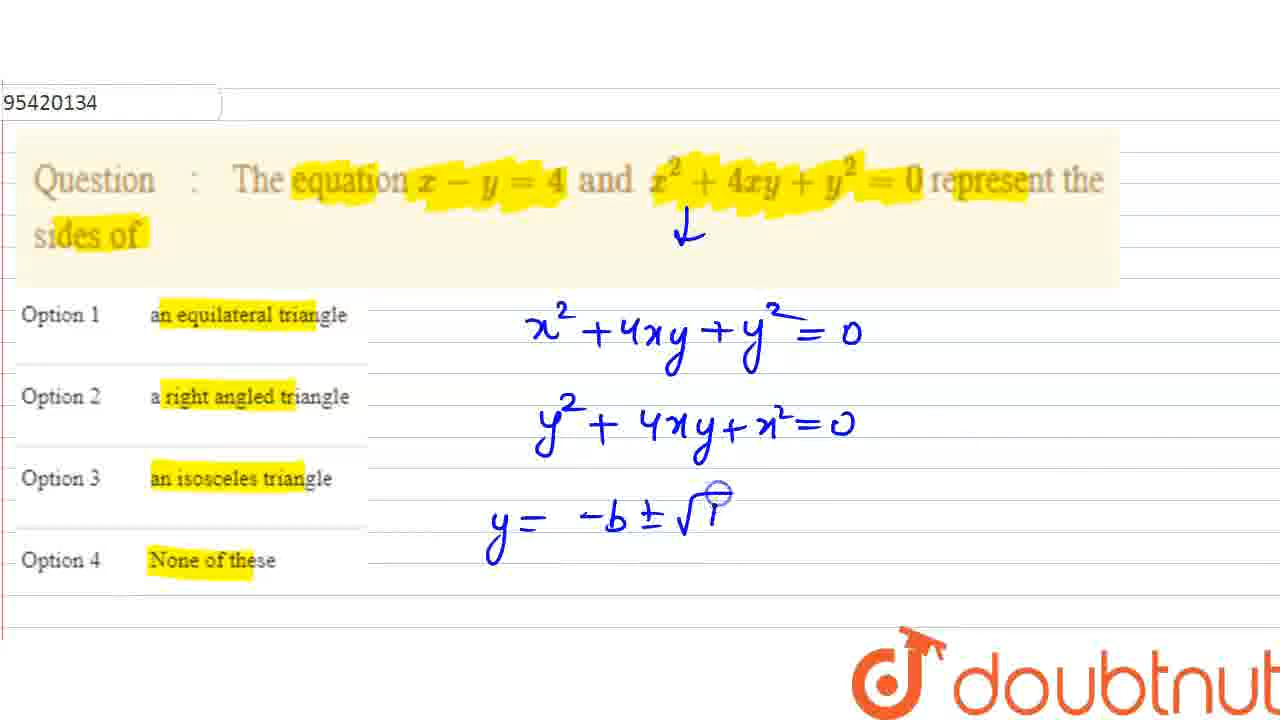 95420134
Question : The equation x − y = 4 and x² + 4xy + y² = 0 represent the
sides of
Option 1 an equilateral triangle
Option 2 a right angled triangle
Option 3 an isosceles triangle
Option 4 None of these
x² + 4xy + y² = 0
y² + 4xy + x² = 0
y = −b ± √
doubtnut